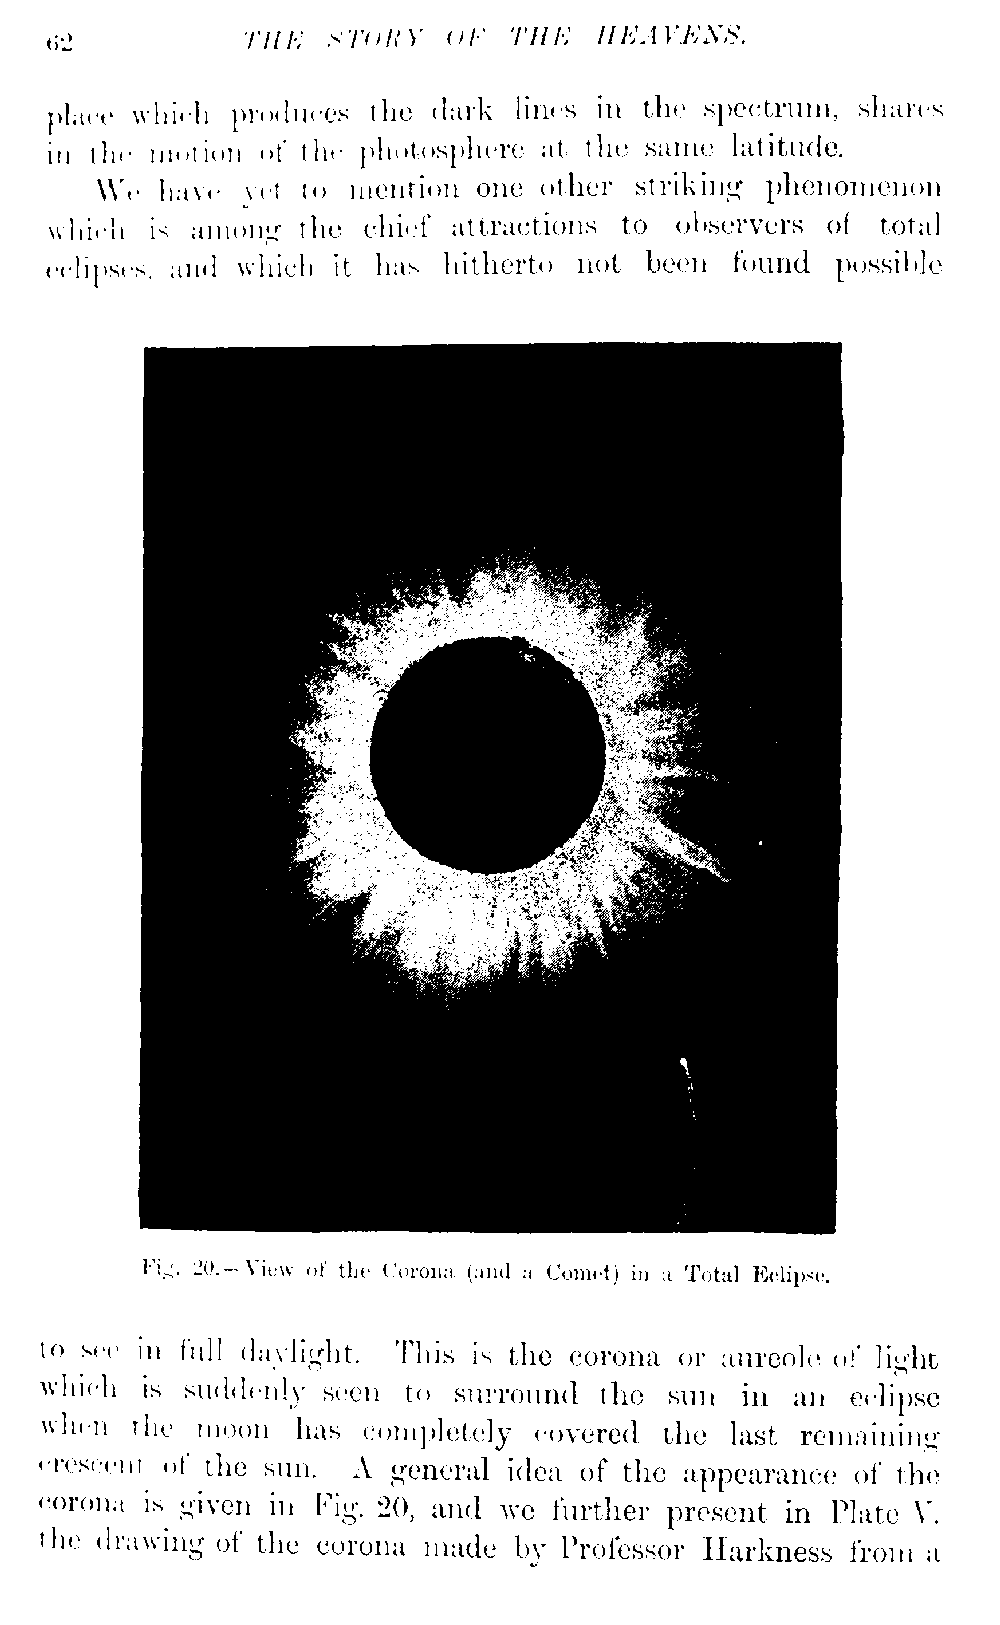 62 THE STORY OF THE HEAVENS.
place which produces the dark lines in the spectrum, shares
in the motion of the photosphere at the same latitude.
We have yet to mention one other striking phenomenon
which is among the chief attractions to observers of total
eclipses, and which it has hitherto not been found possible
Fig. 20.—View of the Corona (and a Comet) in a Total Eclipse.
to see in full daylight. This is the corona or aureole of light
which is suddenly seen to surround the sun in an eclipse
when the moon has completely covered the last remaining
crescent of the sun. A general idea of the appearance of the
corona is given in Fig. 20, and we further present in Plate V.
the drawing of the corona made by Professor Harkness from a